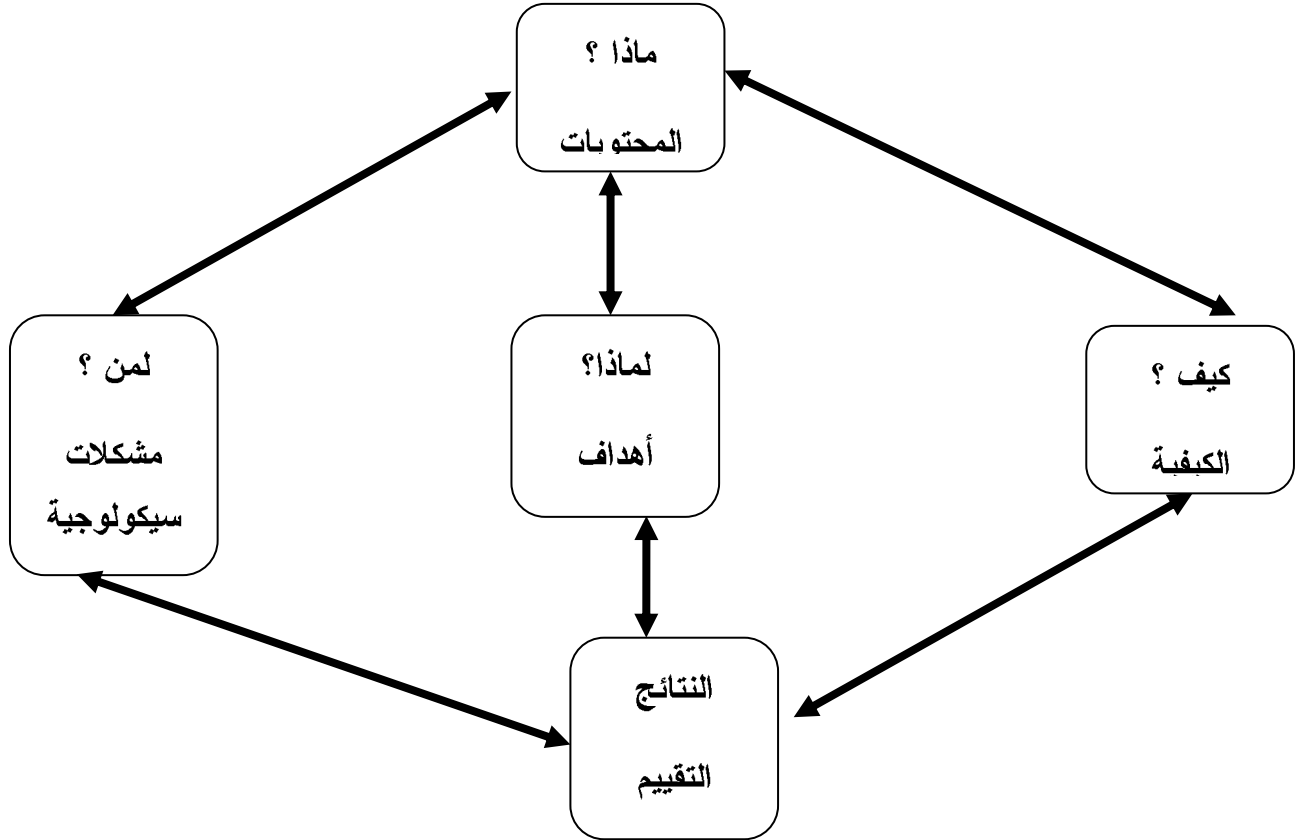 ماذا ؟
المحتويات
لمن ؟
مشكلات
سيكولوجية
لماذا؟
أهداف
كيف ؟
الكيفية
النتائج
التقييم